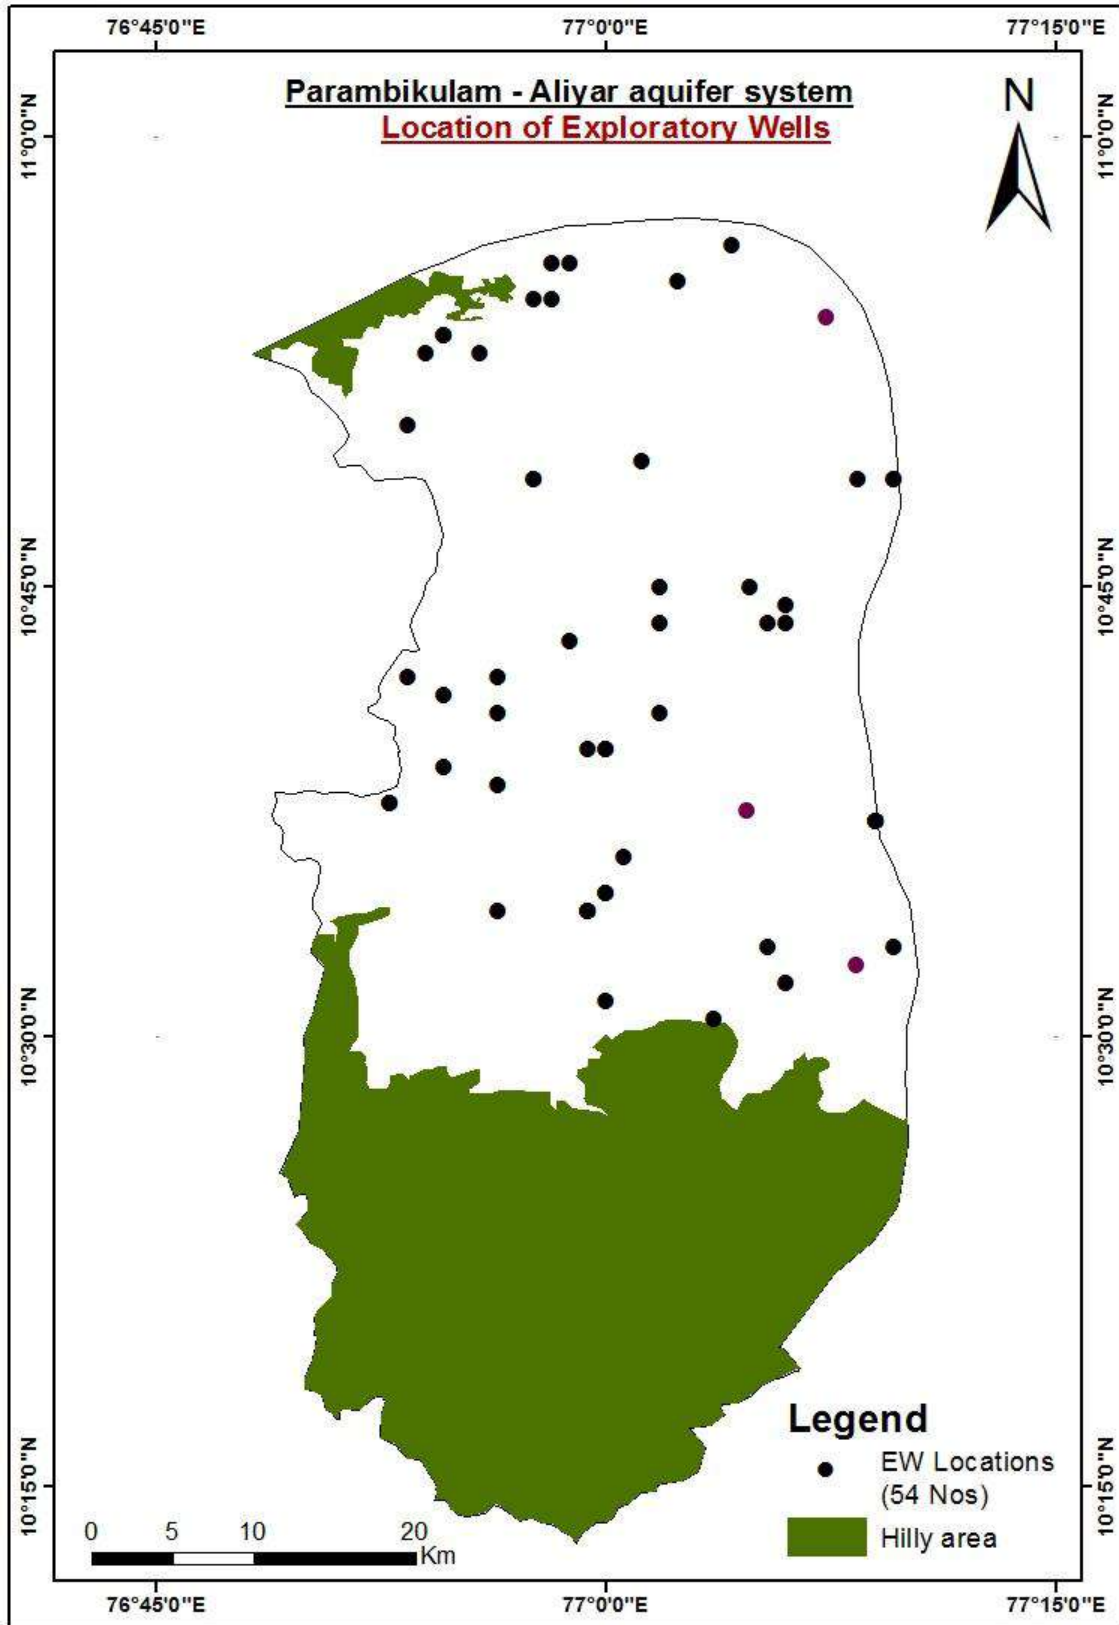 76°45'0"E 77°0'0"E 77°15'0"E
Parambikulam - Aliyar aquifer system
Location of Exploratory Wells
N
11°0'0"N 11°0'0"N
10°45'0"N 10°45'0"N
10°30'0"N 10°30'0"N
10°15'0"N 10°15'0"N
Legend
EW Locations
(54 Nos)
Hilly area
0 5 10 20
Km
76°45'0"E 77°0'0"E 77°15'0"E